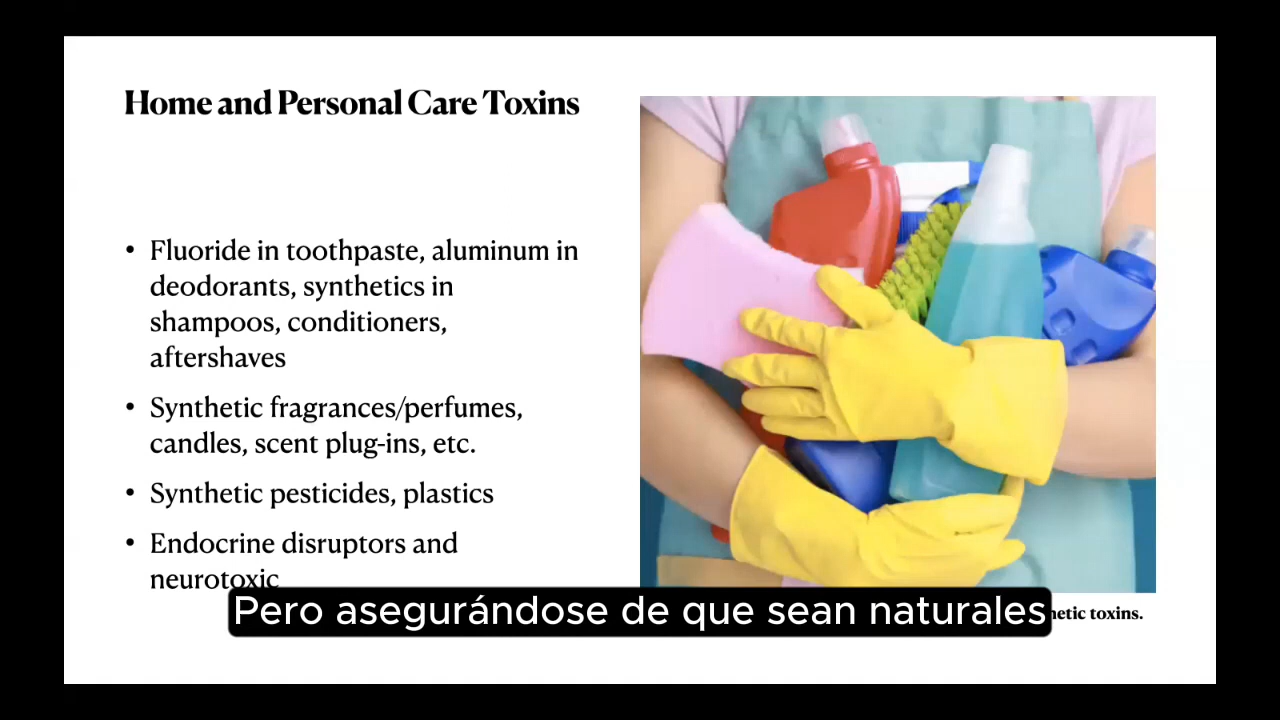 Home and Personal Care Toxins
• Fluoride in toothpaste, aluminum in
deodorants, synthetics in
shampoos, conditioners,
aftershaves
• Synthetic fragrances/perfumes,
candles, scent plug-ins, etc.
• Synthetic pesticides, plastics
• Endocrine disruptors and
neurotoxic
Pero asegurándose de que sean naturales
toxins.